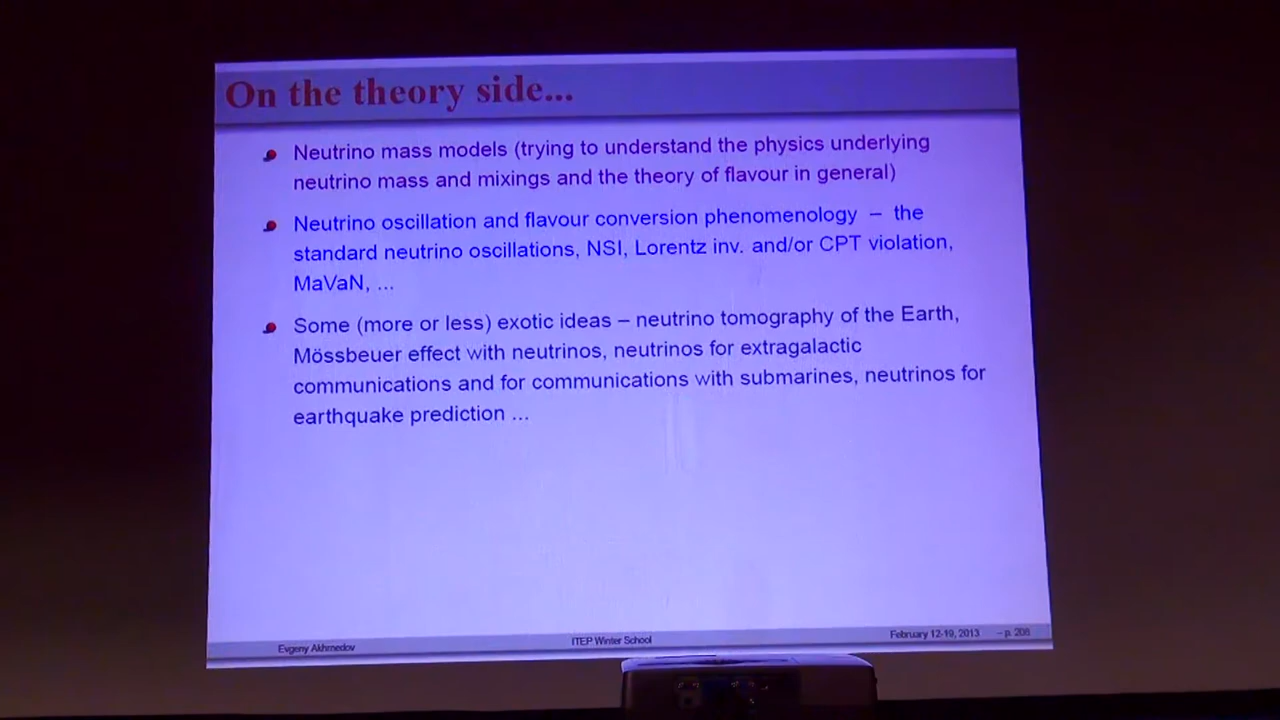 On the theory side...
Neutrino mass models (trying to understand the physics underlying
neutrino mass and mixings and the theory of flavour in general)
Neutrino oscillation and flavour conversion phenomenology – the
standard neutrino oscillations, NSI, Lorentz inv. and/or CPT violation,
MaVaN, ...
Some (more or less) exotic ideas – neutrino tomography of the Earth,
Mössbeuer effect with neutrinos, neutrinos for extragalactic
communications and for communications with submarines, neutrinos for
earthquake prediction ...
Evgeny Akhmedov
ITEP Winter School
February 12-19, 2013 – p. 208